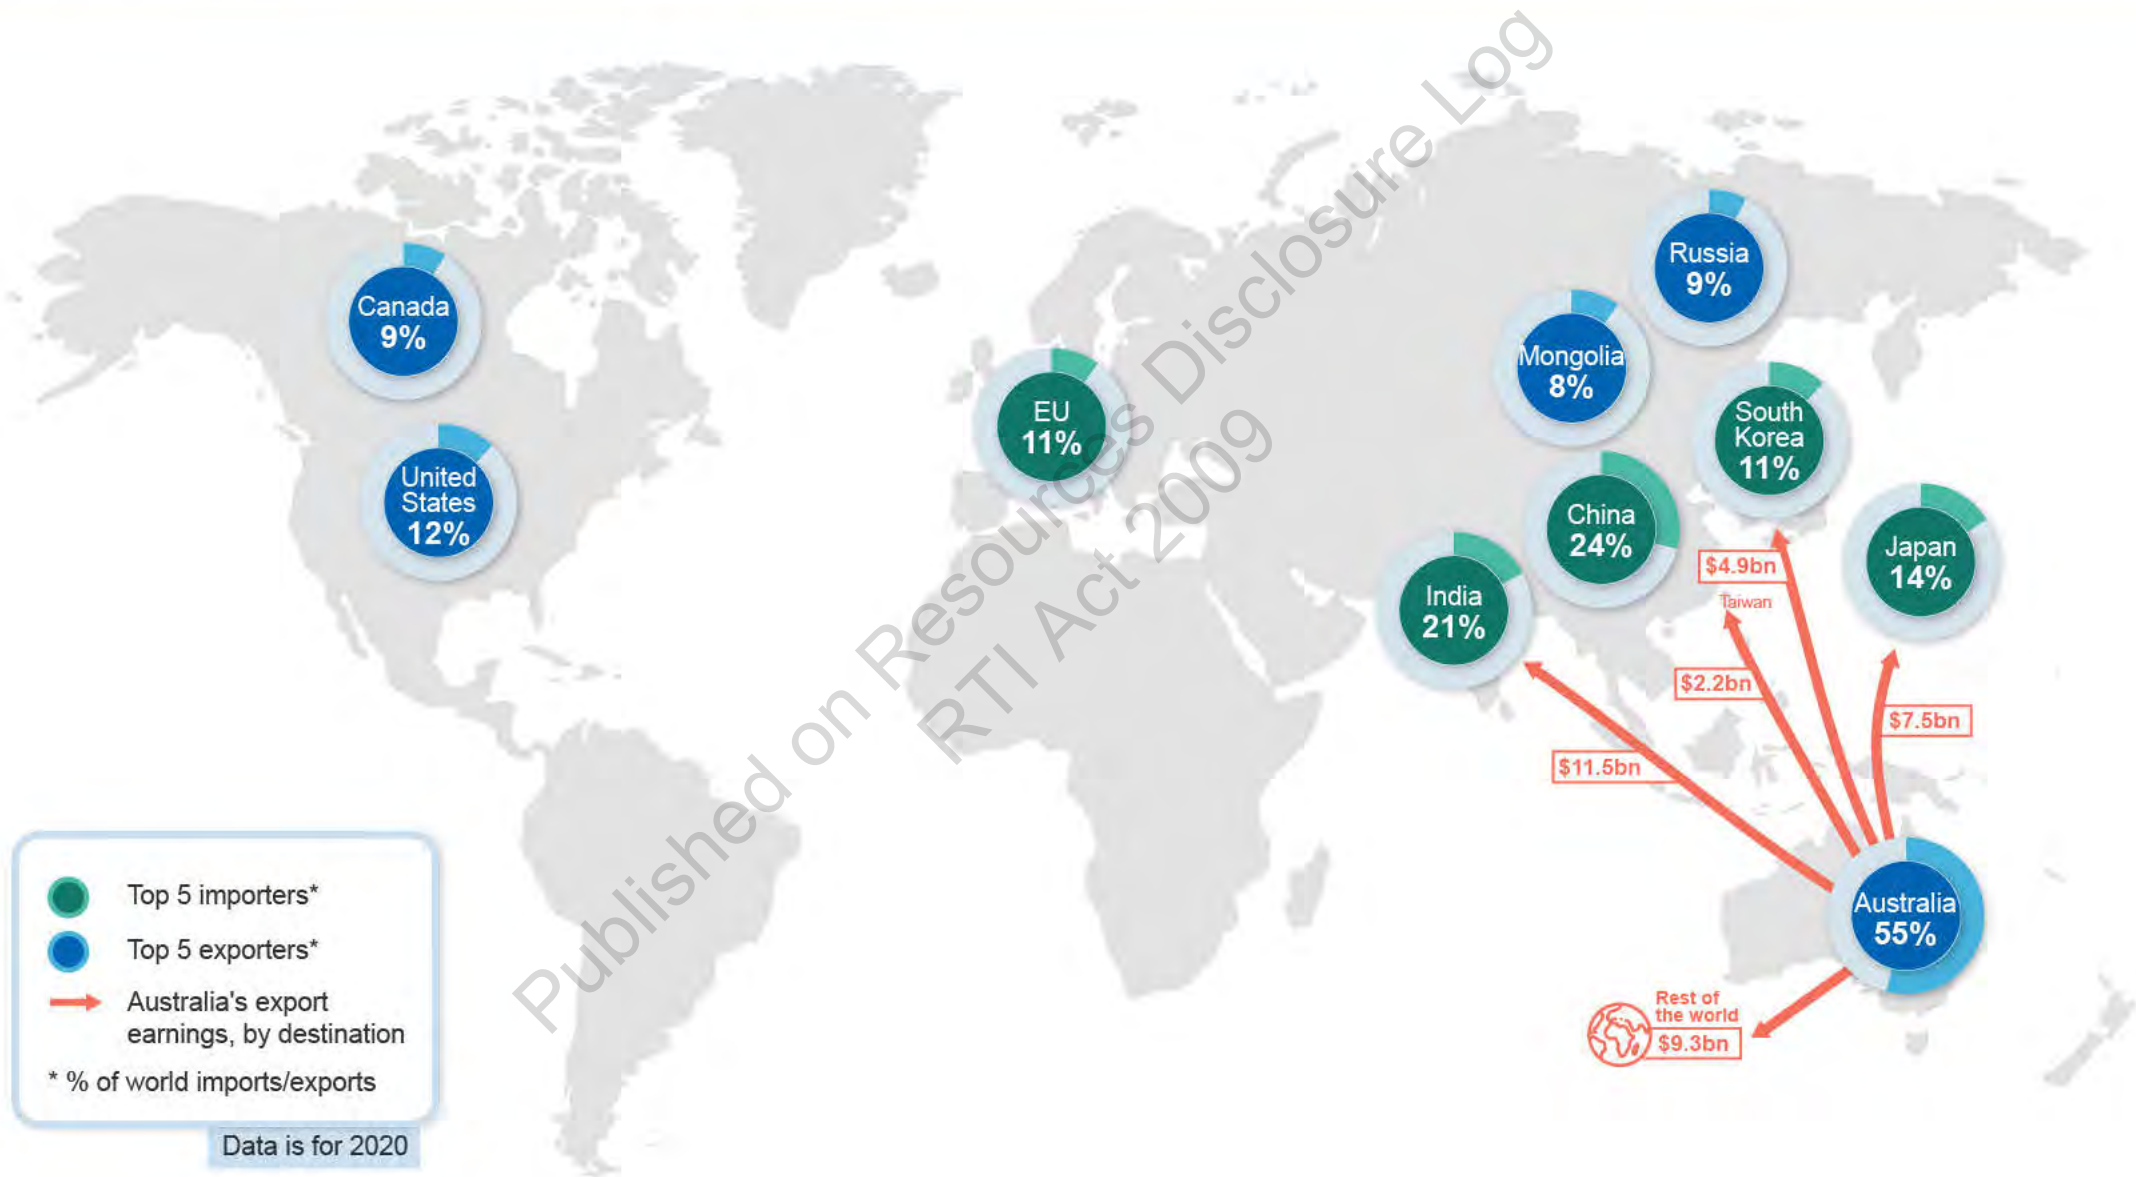 Canada
9%
United
States
12%
EU
11%
Russia
9%
Mongolia
8%
South
Korea
11%
China
24%
Japan
14%
India
21%
$4.9bn
Taiwan
$2.2bn
$7.5bn
$11.5bn
Australia
55%
Rest of
the world
$9.3bn
Top 5 importers*
Top 5 exporters*
Australia's export
earnings, by destination
* % of world imports/exports
Data is for 2020
Published on Resources Disclosure Log
RTI Act 2009